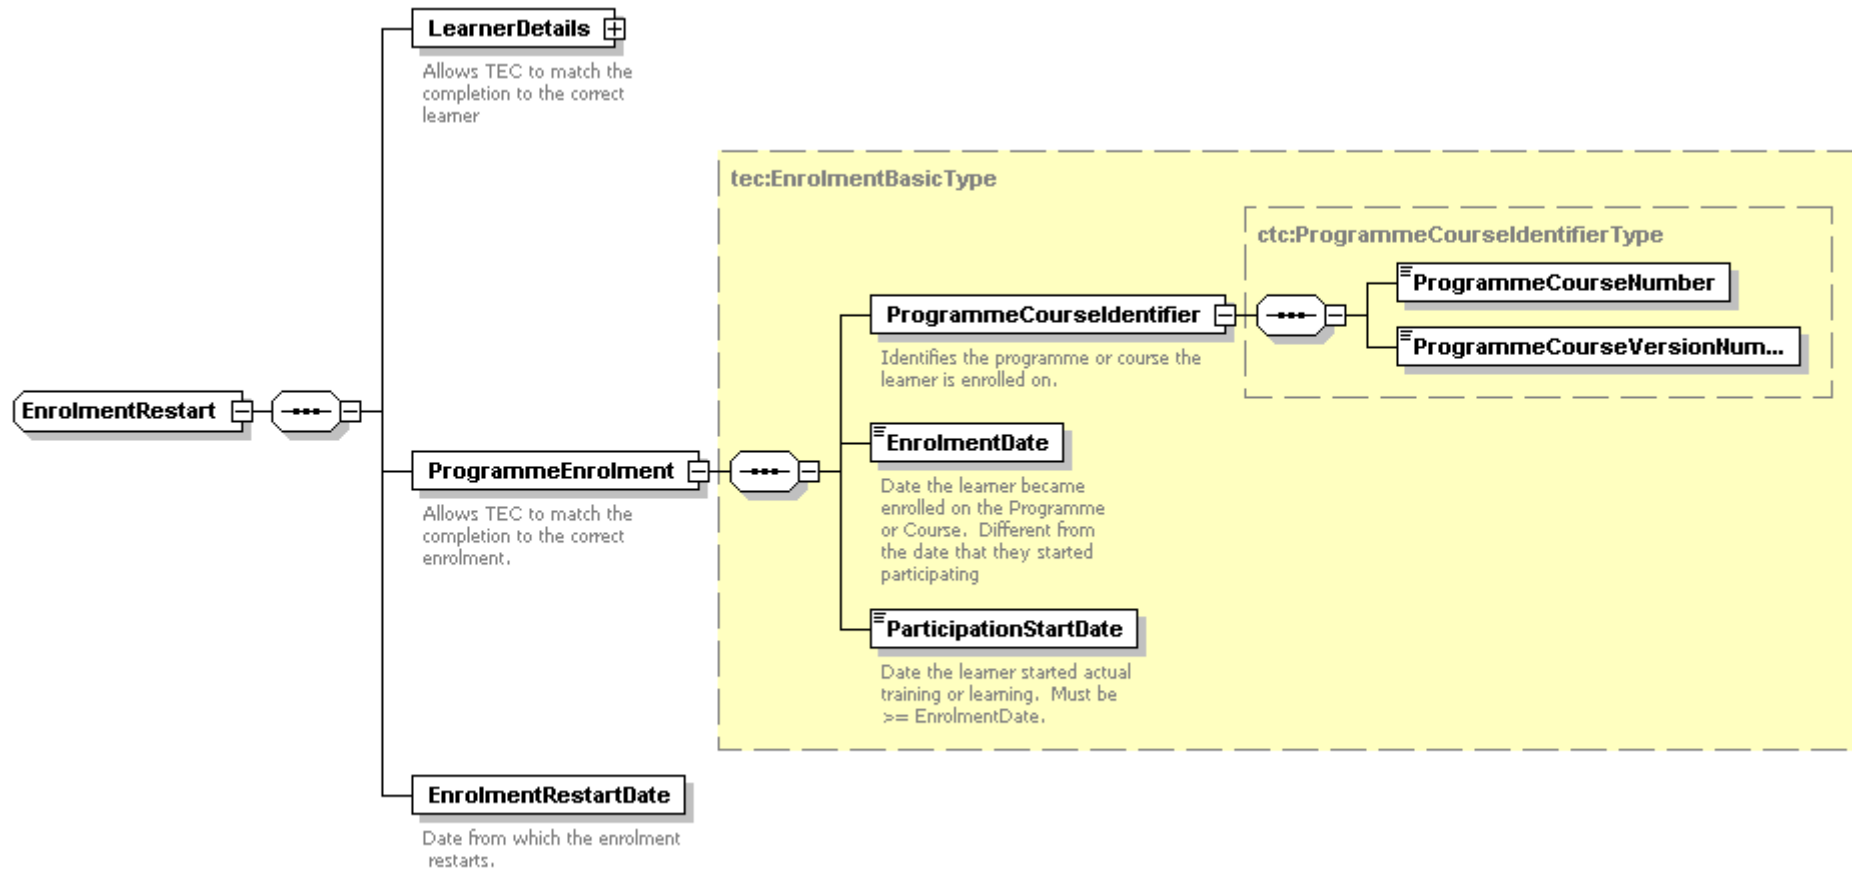 LearnerDetails
Allows TEC to match the
completion to the correct
learner
tec:EnrolmentBasicType
ctc:ProgrammeCourseIdentifierType
ProgrammeCourseNumber
ProgrammeCourseIdentifier
ProgrammeCourseVersionNum...
Identifies the programme or course the
learner is enrolled on.
EnrolmentRestart
EnrolmentDate
ProgrammeEnrolment
Date the learner became
enrolled on the Programme
or Course.  Different from
the date that they started
participating
Allows TEC to match the
completion to the correct
enrolment.
ParticipationStartDate
Date the learner started actual
training or learning.  Must be
>= EnrolmentDate.
EnrolmentRestartDate
Date from which the enrolment
restarts.